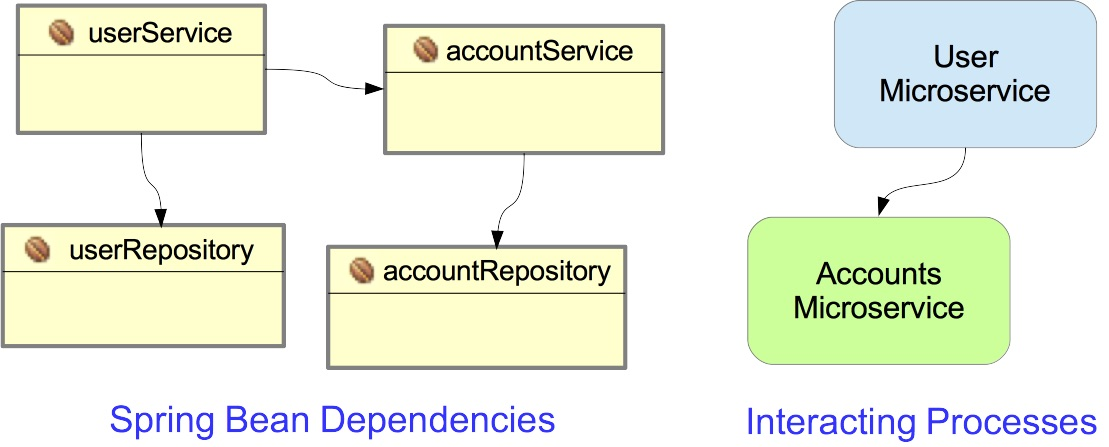 userService
accountService
userRepository
accountRepository
Spring Bean Dependencies
User
Microservice
Accounts
Microservice
Interacting Processes